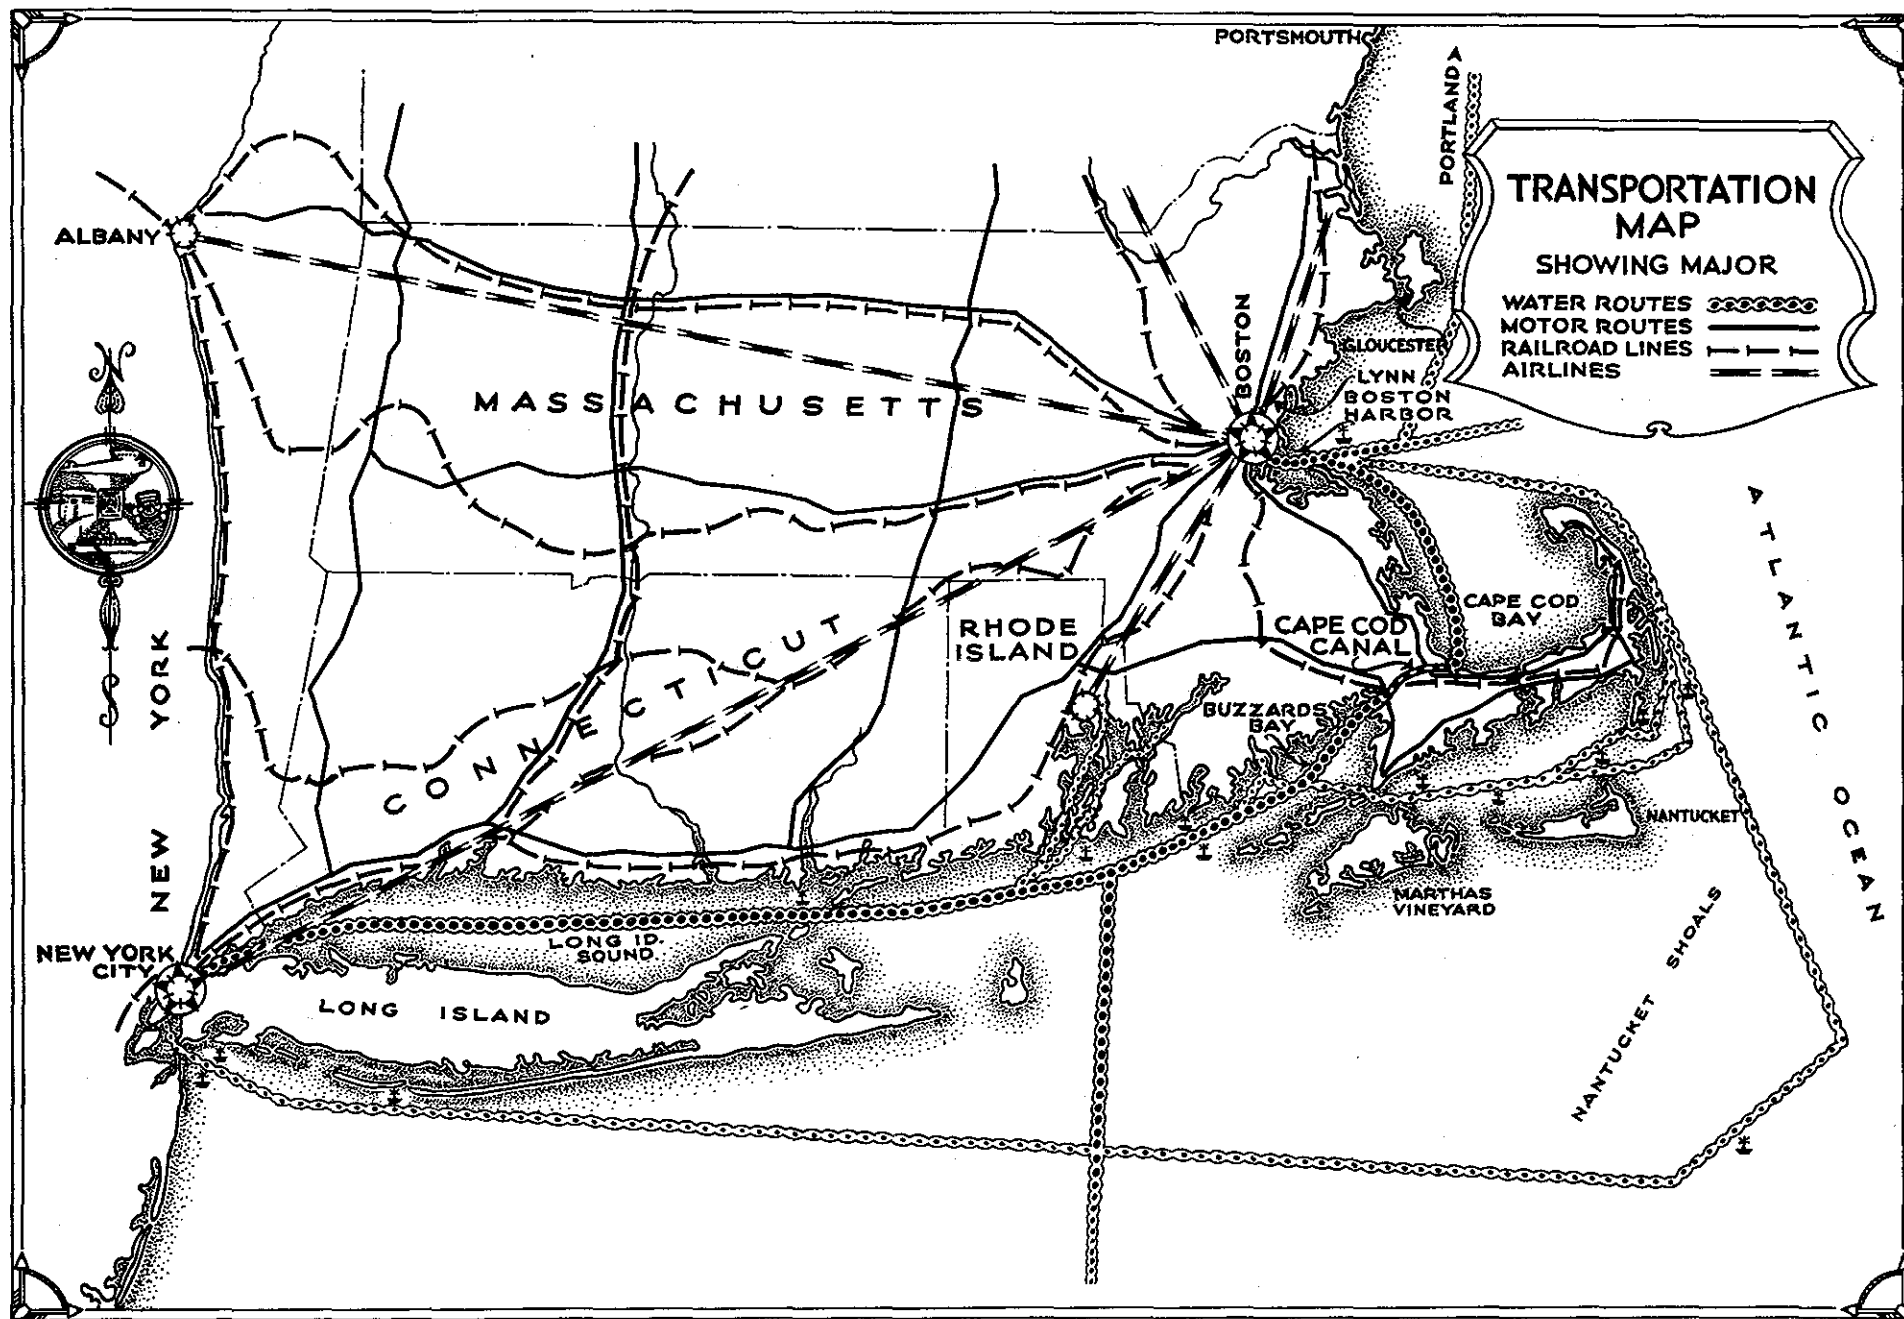 PORTSMOUTH
PORTLAND
TRANSPORTATION
MAP
SHOWING MAJOR
WATER ROUTES
MOTOR ROUTES
RAILROAD LINES
AIRLINES
ALBANY
N
BOSTON
GLOUCESTER
LYNN
BOSTON
HARBOR
MASSACHUSETTS
ATLANTIC OCEAN
CAPE COD
BAY
RHODE
ISLAND
CAPE COD
CANAL
CONNECTICUT
NEW YORK
BUZZARDS
BAY
S
NANTUCKET
MARTHAS
VINEYARD
NANTUCKET SHOALS
NEW YORK
CITY
LONG ID.
SOUND
LONG ISLAND